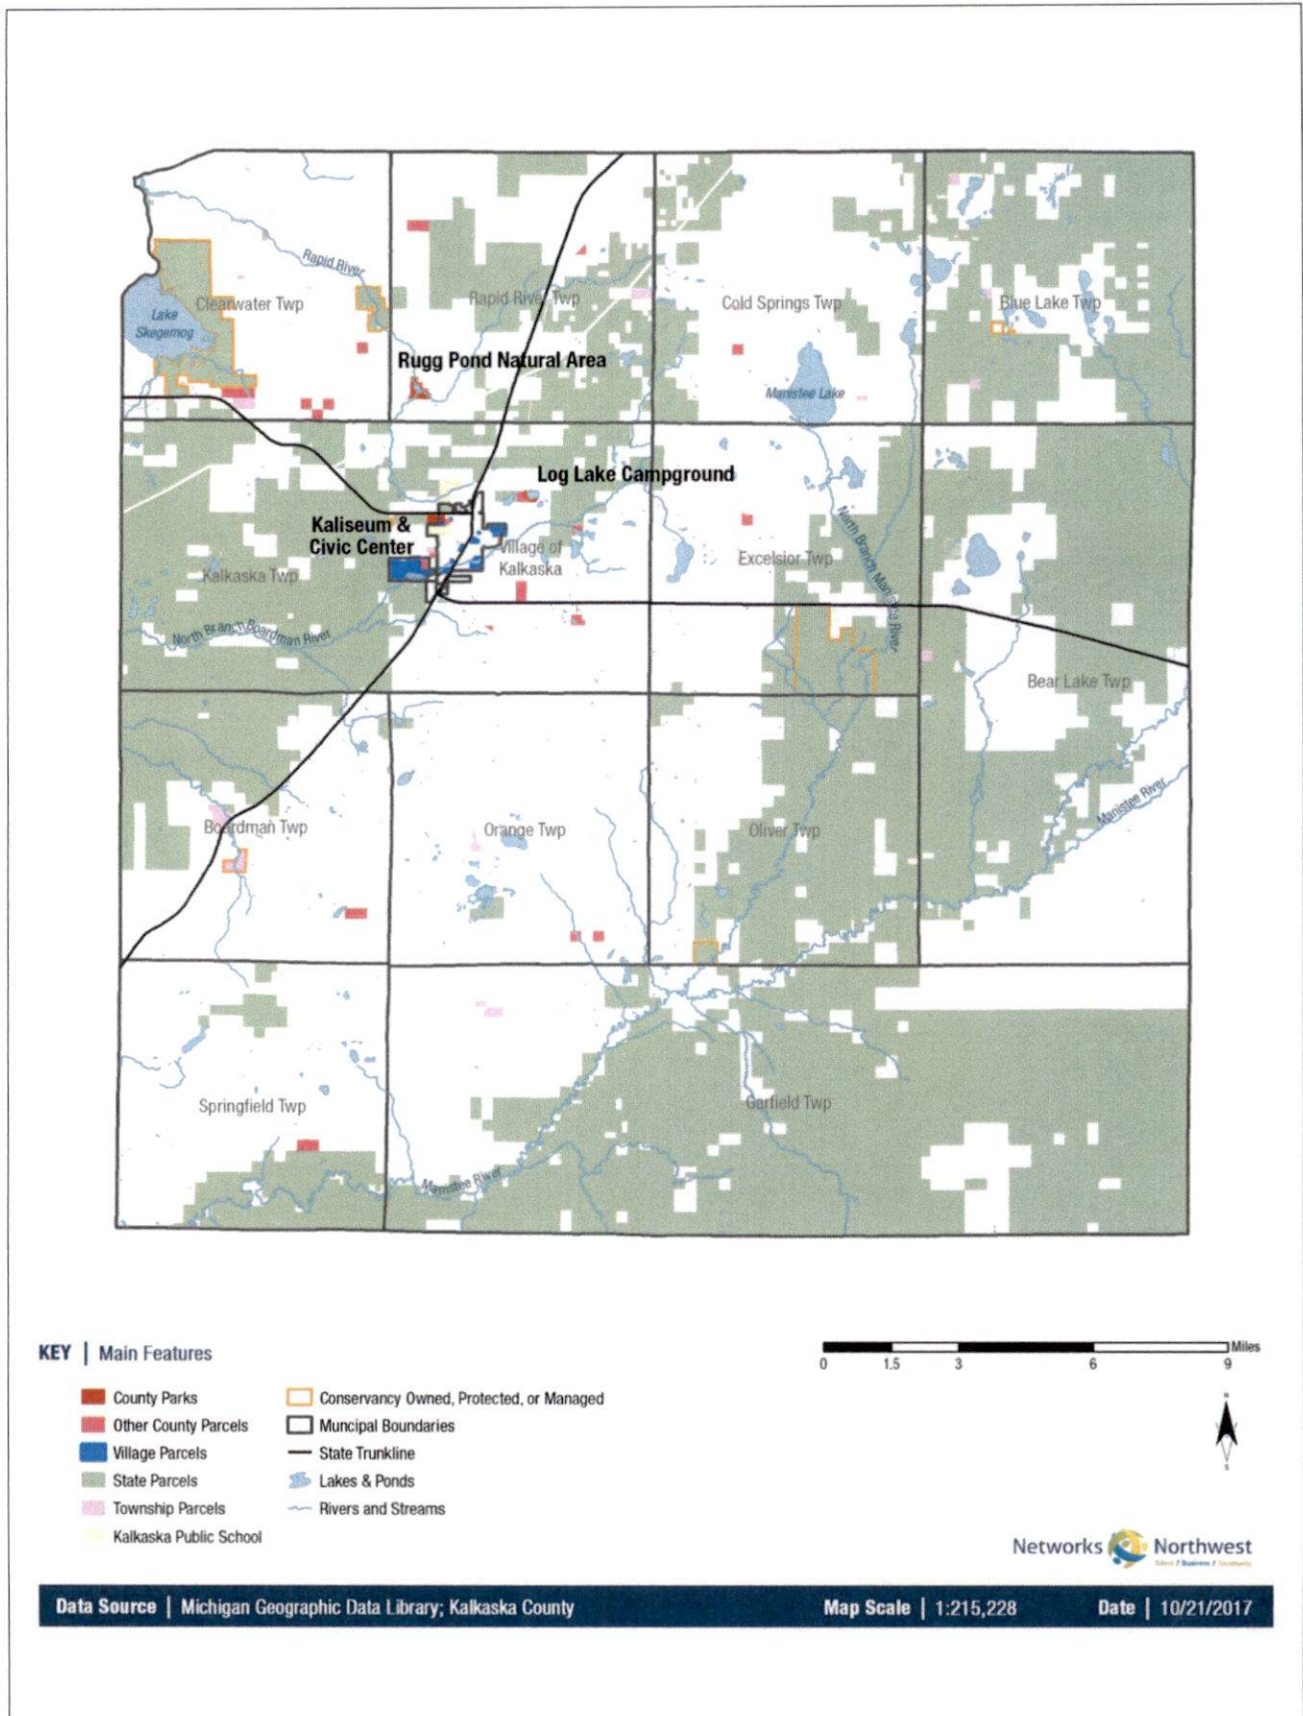 Rapid River
Clearwater Twp
Rapid River Twp
Cold Springs Twp
Blue Lake Twp
Lake
Skegemog
Rugg Pond Natural Area
Manistee Lake
Log Lake Campground
Kaliseum &
Civic Center
Village of
Kalkaska
North Branch Manistee River
Excelsior Twp
Kalkaska Twp
North Branch Boardman River
Bear Lake Twp
Manistee River
Boardman Twp
Orange Twp
Oliver Twp
Springfield Twp
Garfield Twp
Manistee River
KEY | Main Features
County Parks
Other County Parcels
Village Parcels
State Parcels
Township Parcels
Kalkaska Public School
Conservancy Owned, Protected, or Managed
Muncipal Boundaries
State Trunkline
Lakes & Ponds
Rivers and Streams
Miles
0 1.5 3 6 9
N
S
Networks Northwest
Talent / Business / Community
Data Source | Michigan Geographic Data Library; Kalkaska County
Map Scale | 1:215,228
Date | 10/21/2017